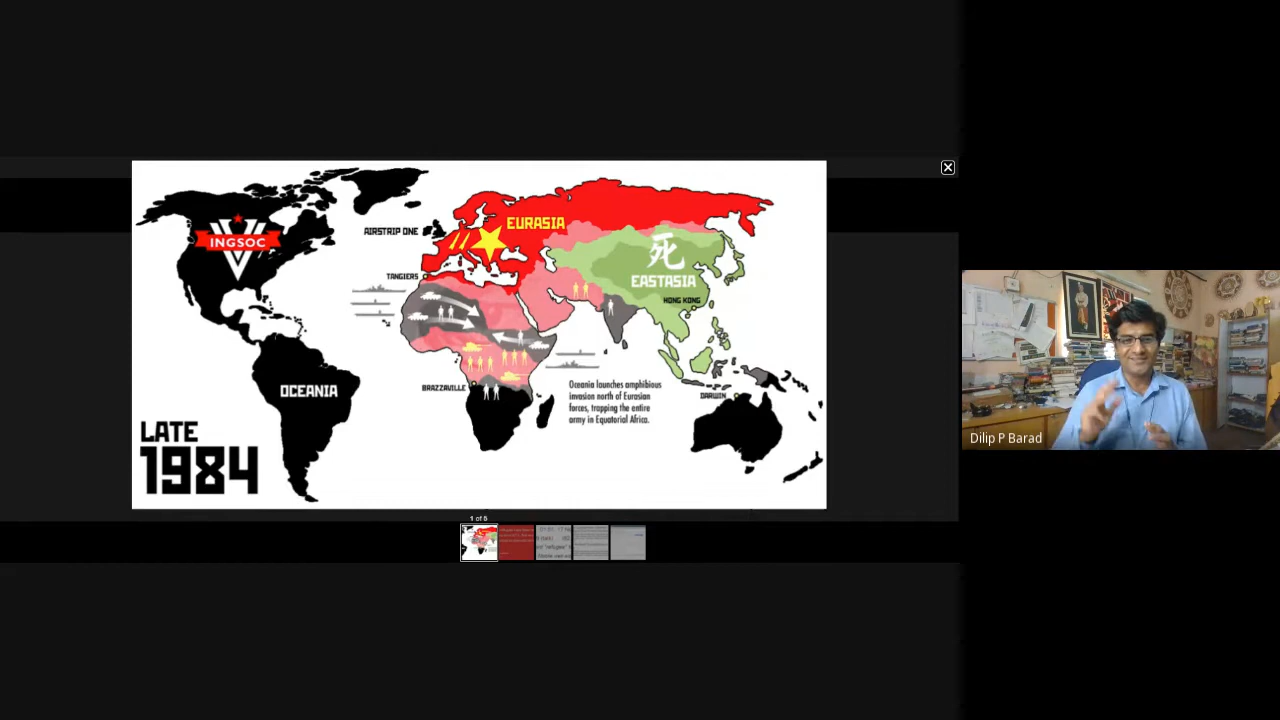 INGSOC
AIRSTRIP ONE
EURASIA
死
EASTASIA
TANGIERS
HONG KONG
OCEANIA
BRAZZAVILLE
Oceania launches amphibious
invasion north of Eurasian
forces, trapping the entire
army in Equatorial Africa.
DARWIN
LATE
1984
1 of 5
Dilip P Barad